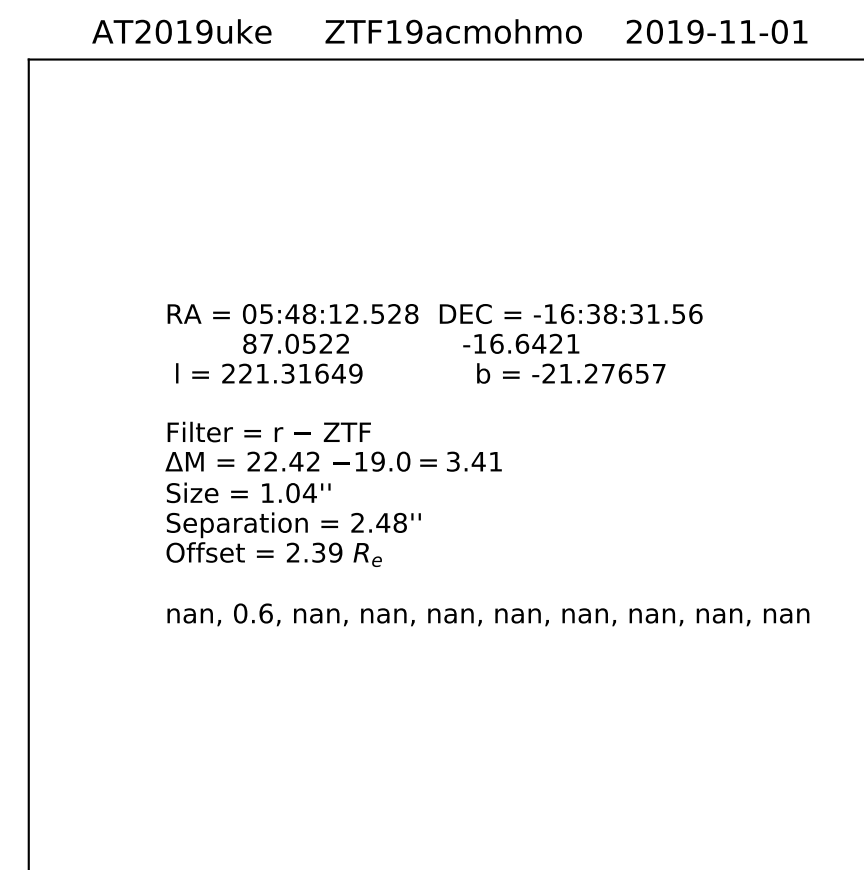 AT2019uke ZTF19acmohmo 2019-11-01
RA = 05:48:12.528 DEC = -16:38:31.56
87.0522 -16.6421
l = 221.31649 b = -21.27657
Filter = r − ZTF
ΔM = 22.42 −19.0 = 3.41
Size = 1.04''
Separation = 2.48''
Offset = 2.39 Re
nan, 0.6, nan, nan, nan, nan, nan, nan, nan, nan